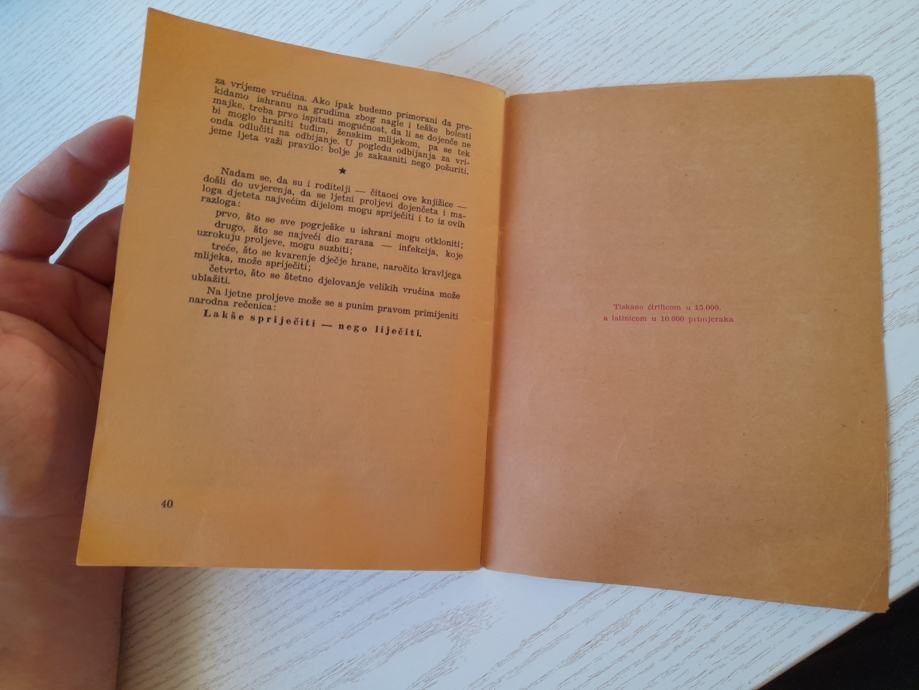 za vrijeme vrućina. Ako ipak budemo primorani da pre-
kidamo ishranu na grudima zbog nagle i teške bolesti
majke, treba prvo ispitati mogućnost, da li se dojenče ne
bi moglo hraniti tuđim, ženskim mlijekom, pa se tek
onda odlučiti na odbijanje. U pogledu odbijanja za vri-
jeme ljeta važi pravilo: bolje je zakasniti nego požuriti.
★
Nadam se, da su i roditelji — čitaoci ove knjižice —
došli do uvjerenja, da se ljetni proljevi dojenčeta i ma-
loga djeteta najvećim dijelom mogu spriječiti i to iz ovih
razloga:
prvo, što se sve pogrješke u ishrani mogu otkloniti;
drugo, što se najveći dio zaraza — infekcija, koje
uzrokuju proljeve, mogu suzbiti;
treće, što se kvarenje dječje hrane, naročito kravljega
mlijeka, može spriječiti;
četvrto, što se štetno djelovanje velikih vrućina može
ublažiti.
Na ljetne proljeve može se s punim pravom primijeniti
narodna rečenica:
Lakše spriječiti — nego liječiti.
40
Tiskano ćirilicom u 15.000.
a latinicom u 10.000 primjeraka